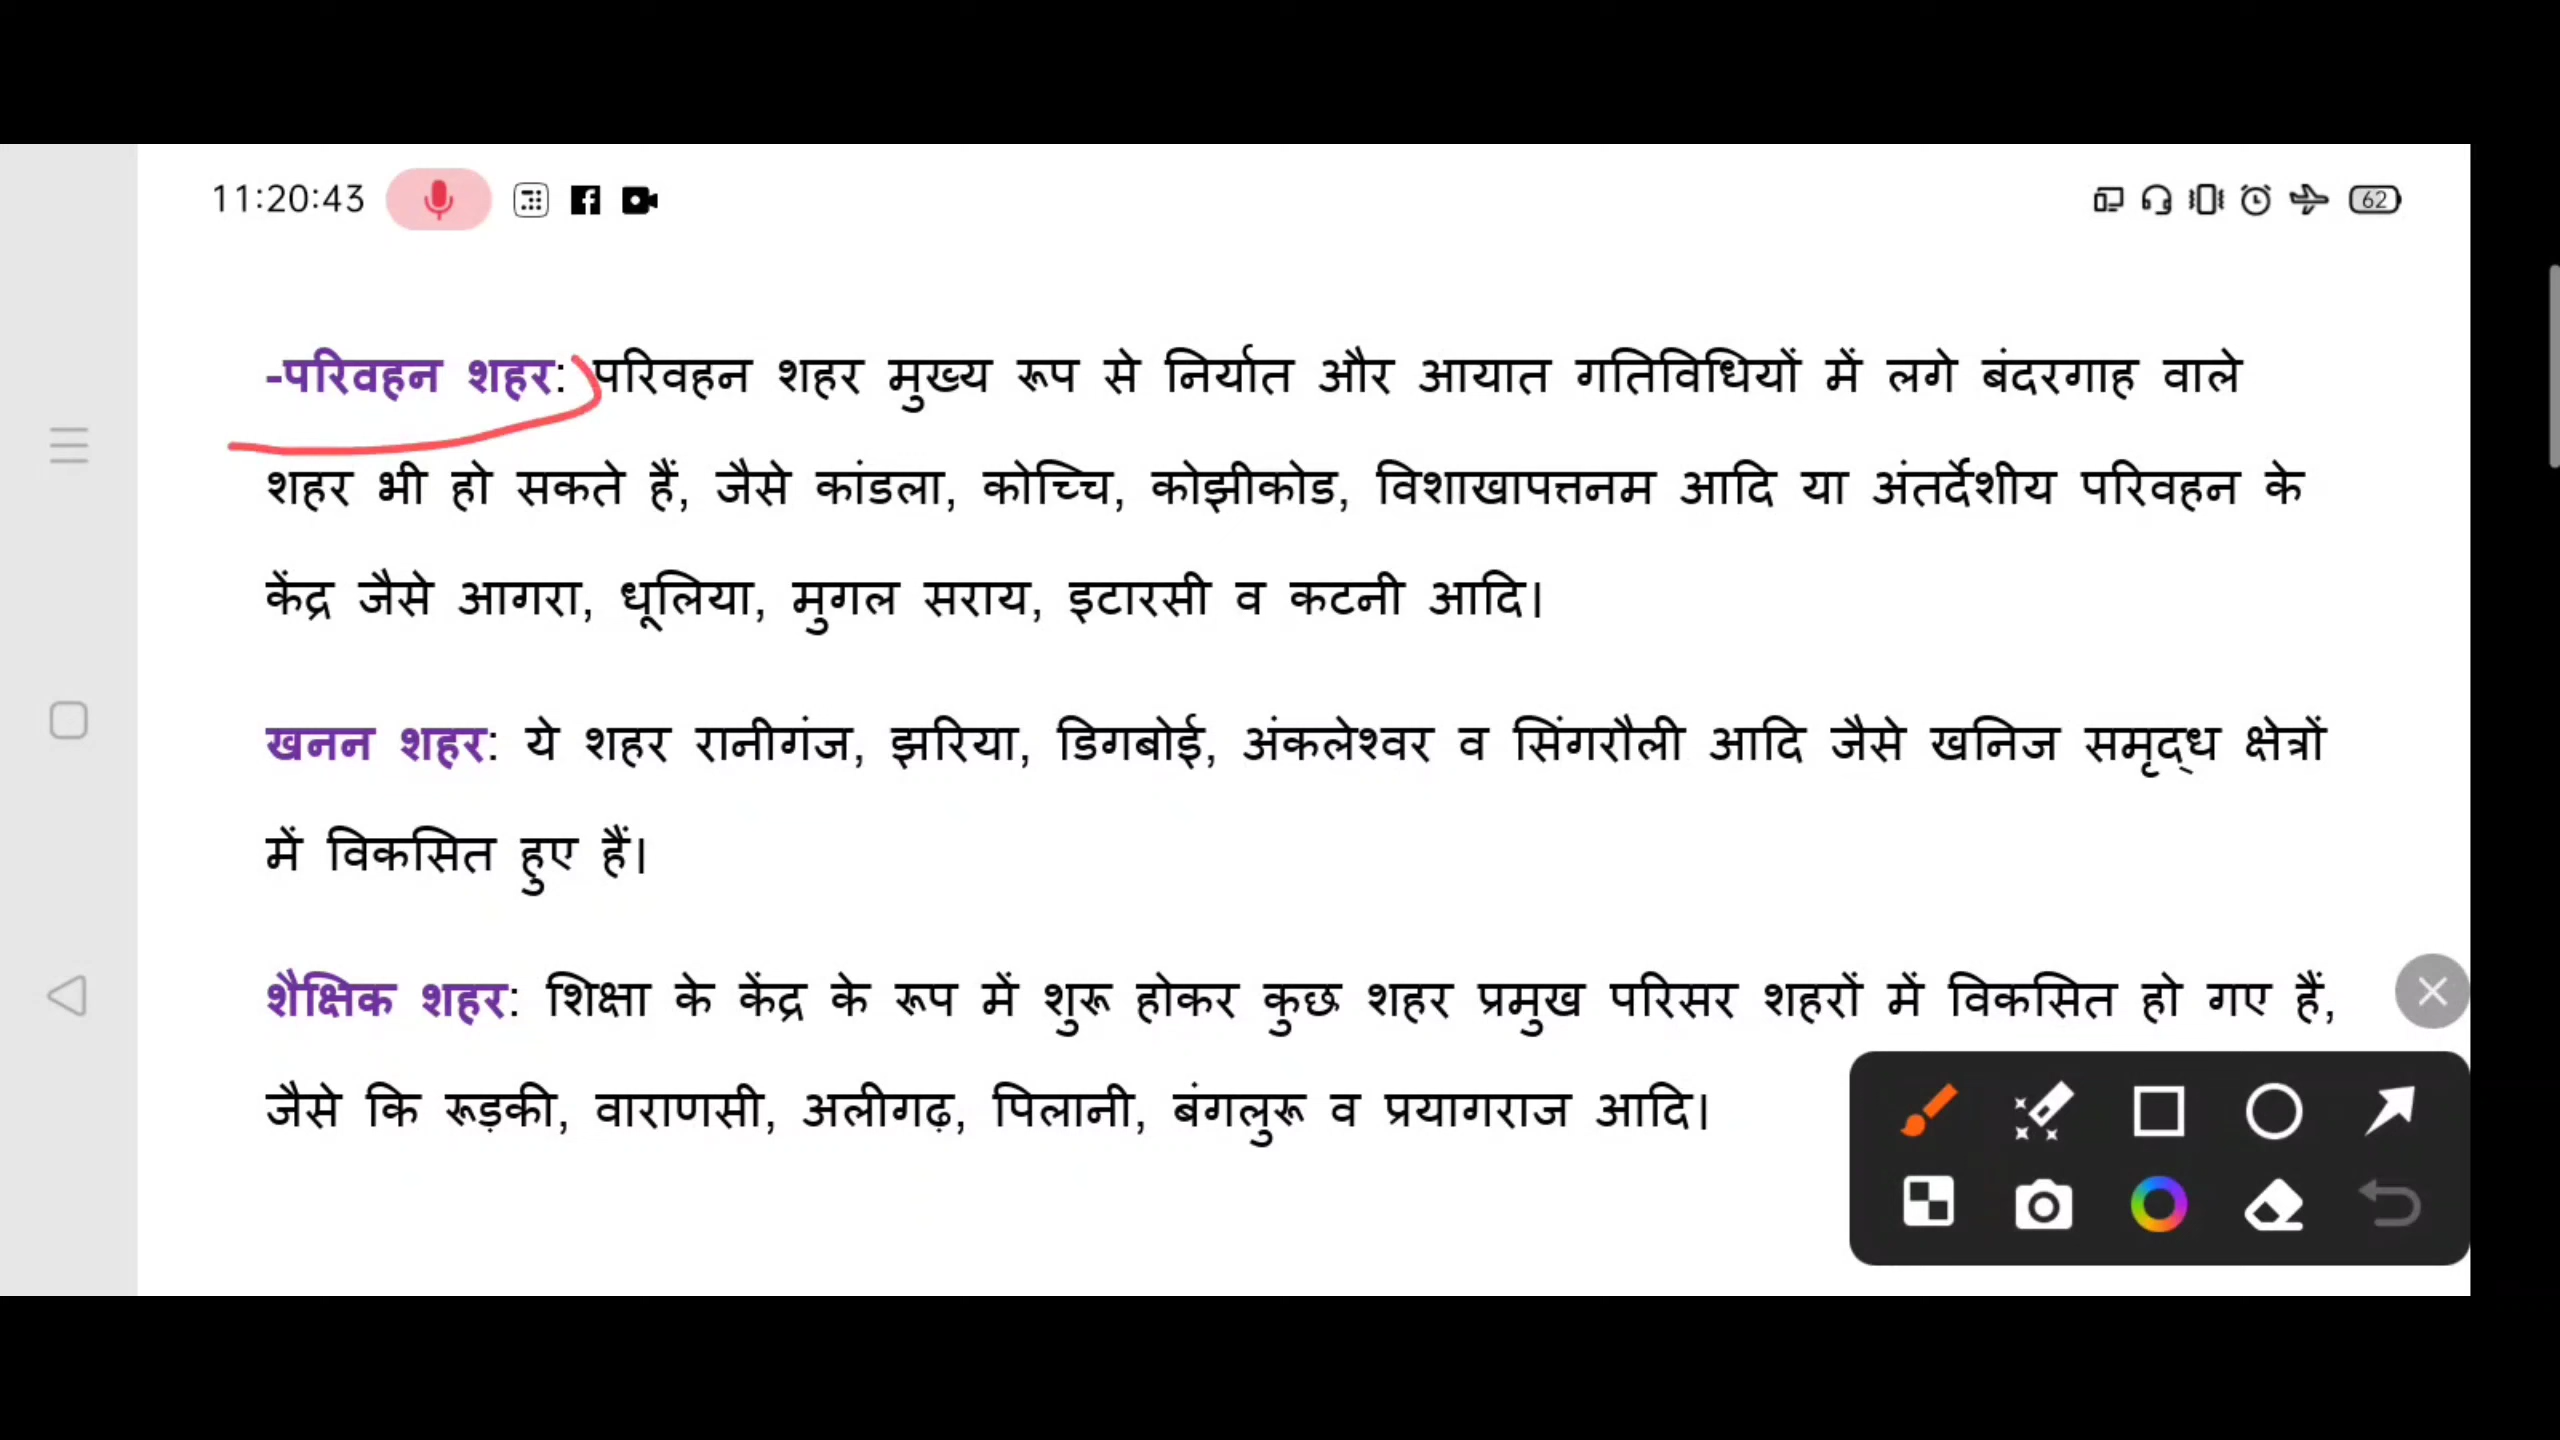 11:20:43 62
-परिवहन शहर: परिवहन शहर मुख्य रूप से निर्यात और आयात गतिविधियों में लगे बंदरगाह वाले
शहर भी हो सकते हैं, जैसे कांडला, कोच्चि, कोझीकोड, विशाखापत्तनम आदि या अंतर्देशीय परिवहन के
केंद्र जैसे आगरा, धूलिया, मुगल सराय, इटारसी व कटनी आदि।
खनन शहर: ये शहर रानीगंज, झरिया, डिगबोई, अंकलेश्वर व सिंगरौली आदि जैसे खनिज समृद्ध क्षेत्रों
में विकसित हुए हैं।
शैक्षिक शहर: शिक्षा के केंद्र के रूप में शुरू होकर कुछ शहर प्रमुख परिसर शहरों में विकसित हो गए हैं,
जैसे कि रूड़की, वाराणसी, अलीगढ़, पिलानी, बंगलुरू व प्रयागराज आदि।